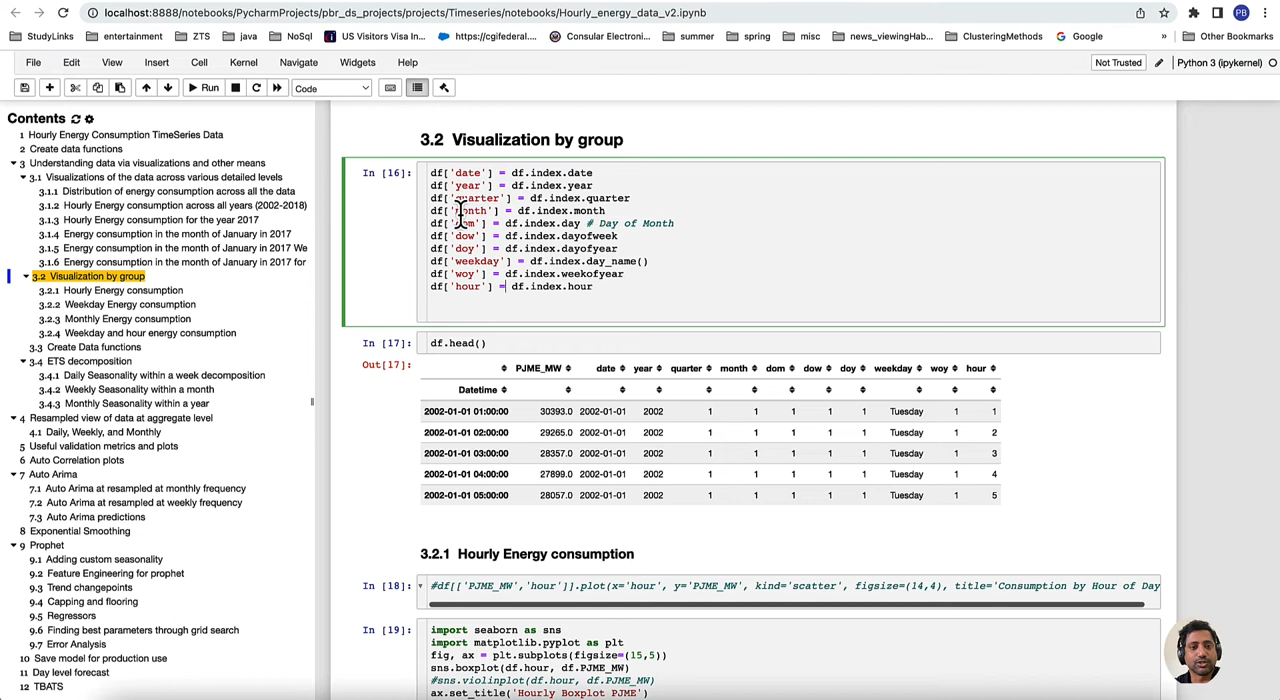 localhost:8888/notebooks/PycharmProjects/pbr_ds_projects/projects/Timeseries/notebooks/Hourly_energy_data_v2.ipynb
PB
StudyLinks entertainment ZTS java NoSql US Visitors Visa In... https://cgifederal.... Consular Electroni... summer spring misc news_viewingHab... ClusteringMethods Google » Other Bookmarks
File Edit View Insert Cell Kernel Navigate Widgets Help Not Trusted Python 3 (ipykernel)
Run Code
Contents
1 Hourly Energy Consumption TimeSeries Data
2 Create data functions
3 Understanding data via visualizations and other means
3.1 Visualizations of the data across various detailed levels
3.1.1 Distribution of energy consumption across all the data
3.1.2 Hourly Energy consumption across all years (2002-2018)
3.1.3 Hourly Energy consumption for the year 2017
3.1.4 Energy consumption in the month of January in 2017
3.1.5 Energy consumption in the month of January in 2017 We
3.1.6 Energy consumption in the month of January in 2017 for
3.2 Visualization by group
3.2.1 Hourly Energy consumption
3.2.2 Weekday Energy consumption
3.2.3 Monthly Energy consumption
3.2.4 Weekday and hour energy consumption
3.3 Create Data functions
3.4 ETS decomposition
3.4.1 Daily Seasonality within a week decomposition
3.4.2 Weekly Seasonality within a month
3.4.3 Monthly Seasonality within a year
4 Resampled view of data at aggregate level
4.1 Daily, Weekly, and Monthly
5 Useful validation metrics and plots
6 Auto Correlation plots
7 Auto Arima
7.1 Auto Arima at resampled at monthly frequency
7.2 Auto Arima at resampled at weekly frequency
7.3 Auto Arima predictions
8 Exponential Smoothing
9 Prophet
9.1 Adding custom seasonality
9.2 Feature Engineering for prophet
9.3 Trend changepoints
9.4 Capping and flooring
9.5 Regressors
9.6 Finding best parameters through grid search
9.7 Error Analysis
10 Save model for production use
11 Day level forecast
12 TBATS
3.2 Visualization by group
In [16]:
df['date'] = df.index.date
df['year'] = df.index.year
df['quarter'] = df.index.quarter
df['month'] = df.index.month
df['dom'] = df.index.day # Day of Month
df['dow'] = df.index.dayofweek
df['doy'] = df.index.dayofyear
df['weekday'] = df.index.day_name()
df['woy'] = df.index.weekofyear
df['hour'] = df.index.hour
In [17]: df.head()
Out[17]:
PJME_MW date year quarter month dom dow doy weekday woy hour
Datetime
2002-01-01 01:00:00 30393.0 2002-01-01 2002 1 1 1 1 1 Tuesday 1 1
2002-01-01 02:00:00 29265.0 2002-01-01 2002 1 1 1 1 1 Tuesday 1 2
2002-01-01 03:00:00 28357.0 2002-01-01 2002 1 1 1 1 1 Tuesday 1 3
2002-01-01 04:00:00 27899.0 2002-01-01 2002 1 1 1 1 1 Tuesday 1 4
2002-01-01 05:00:00 28057.0 2002-01-01 2002 1 1 1 1 1 Tuesday 1 5
3.2.1 Hourly Energy consumption
In [18]: #df[['PJME_MW','hour']].plot(x='hour', y='PJME_MW', kind='scatter', figsize=(14,4), title='Consumption by Hour of Day
In [19]:
import seaborn as sns
import matplotlib.pyplot as plt
fig, ax = plt.subplots(figsize=(15,5))
sns.boxplot(df.hour, df.PJME_MW)
#sns.violinplot(df.hour, df.PJME_MW)
ax.set_title('Hourly Boxplot PJME')